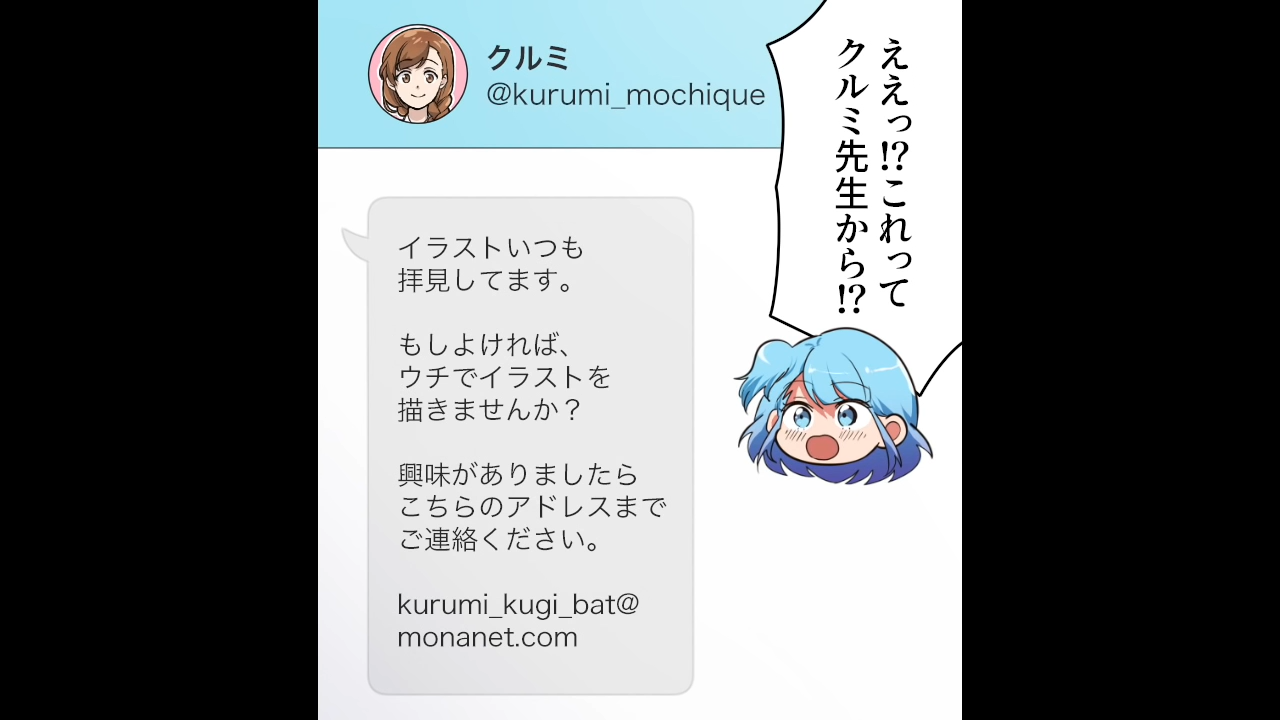 クルミ
@kurumi_mochique
ええっ!?これって
クルミ先生から!?
イラストいつも
拝見してます。
もしよければ、
ウチでイラストを
描きませんか？
興味がありましたら
こちらのアドレスまで
ご連絡ください。
kurumi_kugi_bat@
monanet.com